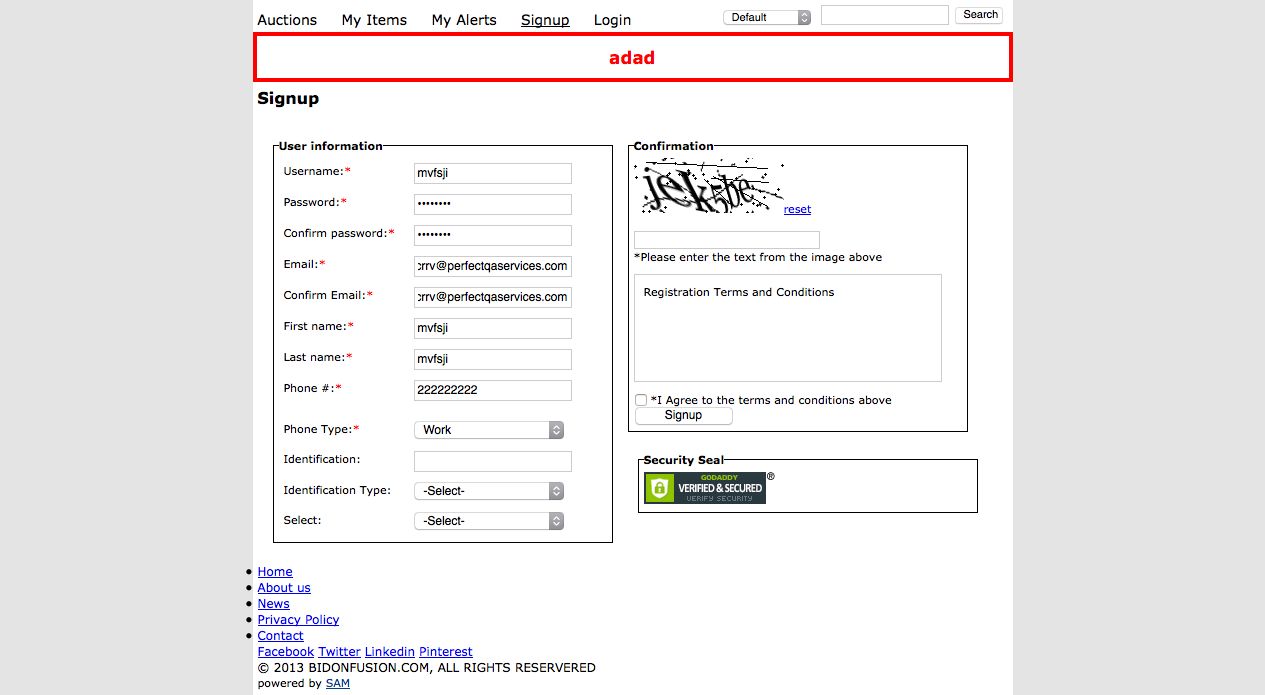 Auctions My Items My Alerts Signup Login Default Search
adad
Signup
User information
Username:* mvfsji
Password:* ••••••••
Confirm password:* ••••••••
Email:* crrv@perfectqaservices.com
Confirm Email:* crrv@perfectqaservices.com
First name:* mvfsji
Last name:* mvfsji
Phone #:* 222222222
Phone Type:* Work
Identification:
Identification Type: -Select-
Select: -Select-
Confirmation
reset
*Please enter the text from the image above
Registration Terms and Conditions
*I Agree to the terms and conditions above
Signup
Security Seal
GODADDY
VERIFIED & SECURED
VERIFY SECURITY
®
Home
About us
News
Privacy Policy
Contact
Facebook Twitter Linkedin Pinterest
© 2013 BIDONFUSION.COM, ALL RIGHTS RESERVERED
powered by SAM